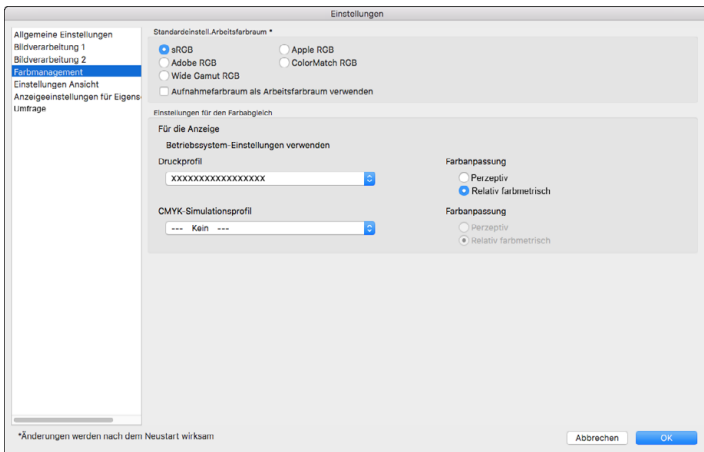 Einstellungen
Allgemeine Einstellungen
Bildverarbeitung 1
Bildverarbeitung 2
Farbmanagement
Einstellungen Ansicht
Anzeigeeinstellungen für Eigens
Umfrage
Standardeinstell.Arbeitsfarbraum *
sRGB
Apple RGB
Adobe RGB
ColorMatch RGB
Wide Gamut RGB
Aufnahmefarbraum als Arbeitsfarbraum verwenden
Einstellungen für den Farbabgleich
Für die Anzeige
Betriebssystem-Einstellungen verwenden
Druckprofil
Farbanpassung
XXXXXXXXXXXXXXXXX
Perzeptiv
Relativ farbmetrisch
CMYK-Simulationsprofil
Farbanpassung
--- Kein ---
Perzeptiv
Relativ farbmetrisch
*Änderungen werden nach dem Neustart wirksam
Abbrechen
OK